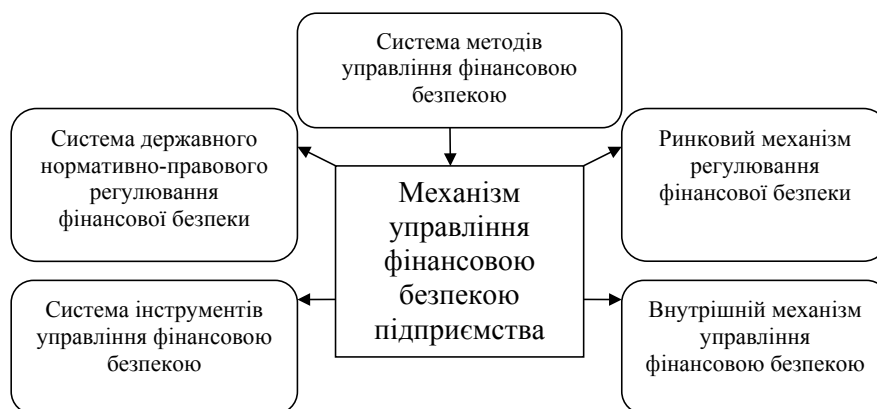 Система методів
управління фінансовою
безпекою
Система державного
нормативно-правового
регулювання
фінансової безпеки
Ринковий механізм
регулювання
фінансової безпеки
Механізм
управління
фінансовою
безпекою
підприємства
Система інструментів
управління фінансовою
безпекою
Внутрішній механізм
управління
фінансовою безпекою